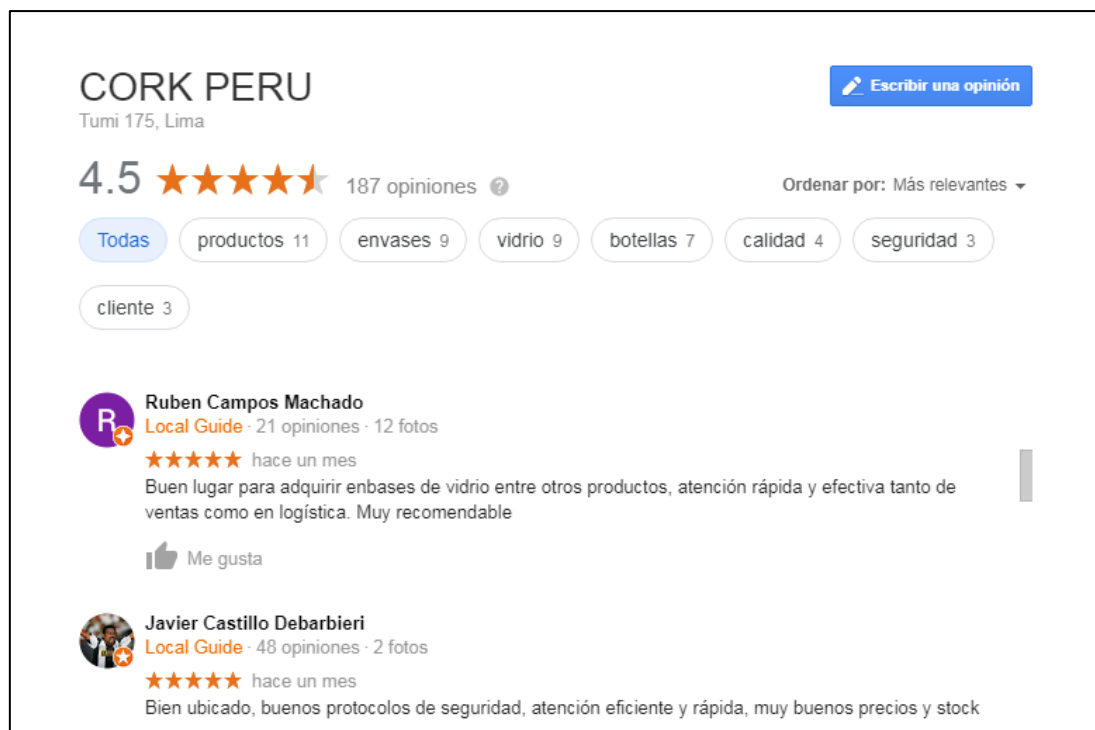 CORK PERU
Escribir una opinión
Tumi 175, Lima
4.5 187 opiniones ?
Ordenar por: Más relevantes
Todas productos 11 envases 9 vidrio 9 botellas 7 calidad 4 seguridad 3
cliente 3
R
Ruben Campos Machado
Local Guide · 21 opiniones · 12 fotos
hace un mes
Buen lugar para adquirir enbases de vidrio entre otros productos, atención rápida y efectiva tanto de
ventas como en logística. Muy recomendable
Me gusta
Javier Castillo Debarbieri
Local Guide · 48 opiniones · 2 fotos
hace un mes
Bien ubicado, buenos protocolos de seguridad, atención eficiente y rápida, muy buenos precios y stock